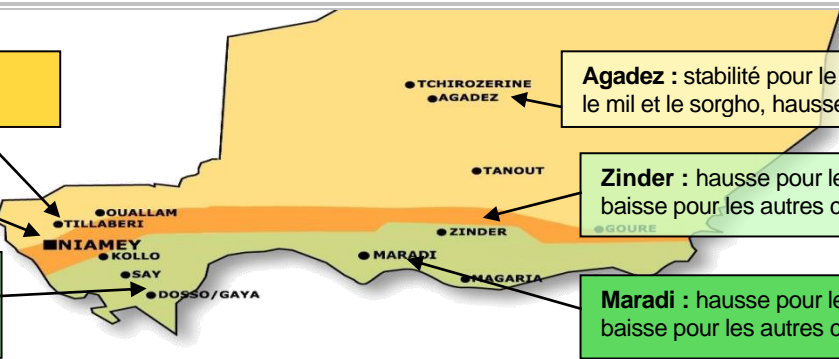 TCHIROZERINE
AGADEZ
Agadez : stabilité pour le
le mil et le sorgho, hausse
TANOUT
Zinder : hausse pour le
baisse pour les autres c
OUALLAM
TILLABERI
ZINDER
GOURE
NIAMEY
KOLLO
MARADI
SAY
MAGARIA
DOSSO/GAYA
Maradi : hausse pour le
baisse pour les autres c